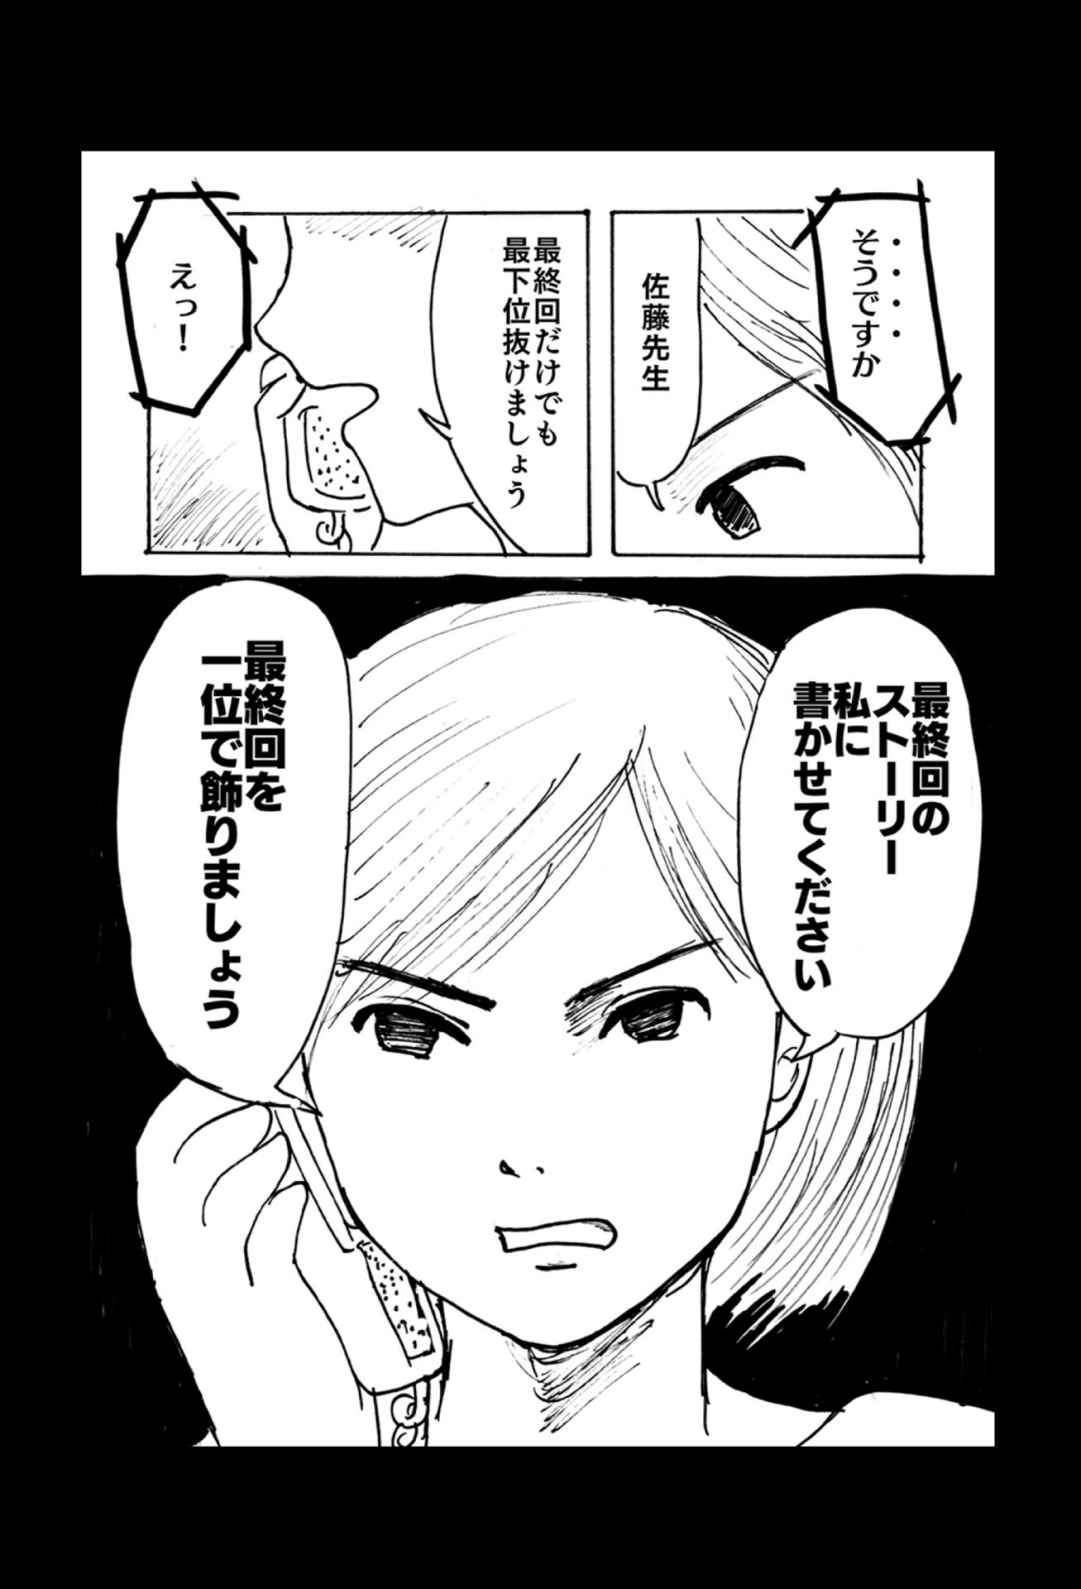 ・・・・
そうですか
佐藤先生
最終回だけでも
最下位抜けましょう
えっ！
最終回の
ストーリー
私に
書かせてください
最終回を
一位で飾りましょう